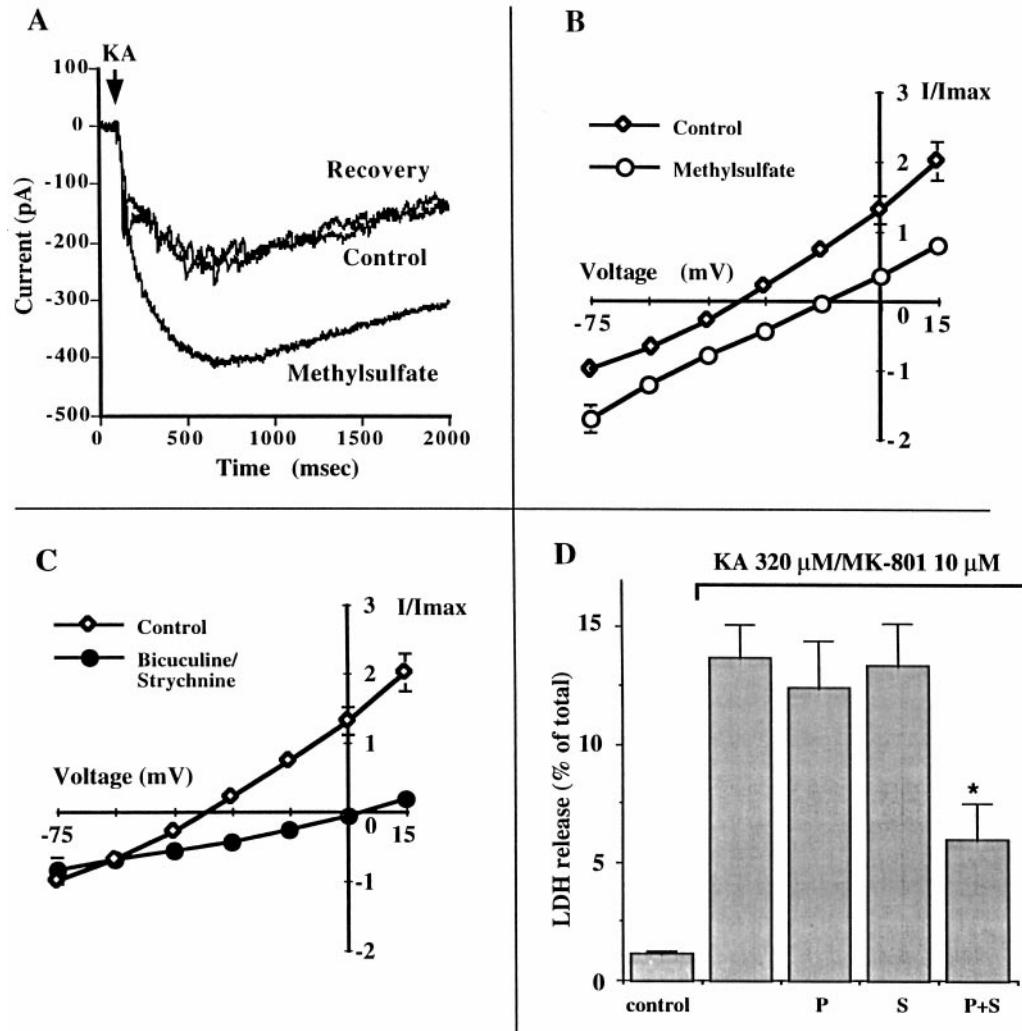 A
KA
100
0
-100
-200
-300
-400
-500
Current (pA)
Recovery
Control
Methylsulfate
0 500 1000 1500 2000
Time (msec)
B
3 I/Imax
Control
Methylsulfate
2
1
Voltage (mV)
-75 0 15
-1
-2
C
3 I/Imax
Control
Bicuculine/
Strychnine
2
1
Voltage (mV)
-75 0 15
-1
-2
D
KA 320 μM/MK-801 10 μM
15
10
5
0
LDH release (% of total)
*
control P S P+S